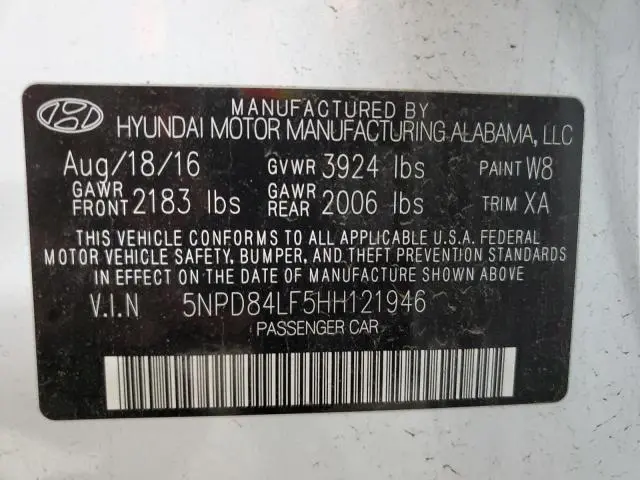 MANUFACTURED BY
HYUNDAI MOTOR MANUFACTURING ALABAMA, LLC
Aug/18/16 GVWR 3924 lbs PAINT W8
GAWR FRONT 2183 lbs GAWR REAR 2006 lbs TRIM XA
THIS VEHICLE CONFORMS TO ALL APPLICABLE U.S.A. FEDERAL
MOTOR VEHICLE SAFETY, BUMPER, AND THEFT PREVENTION STANDARDS
IN EFFECT ON THE DATE OF MANUFACTURE SHOWN ABOVE.
V.I.N 5NPD84LF5HH121946
PASSENGER CAR